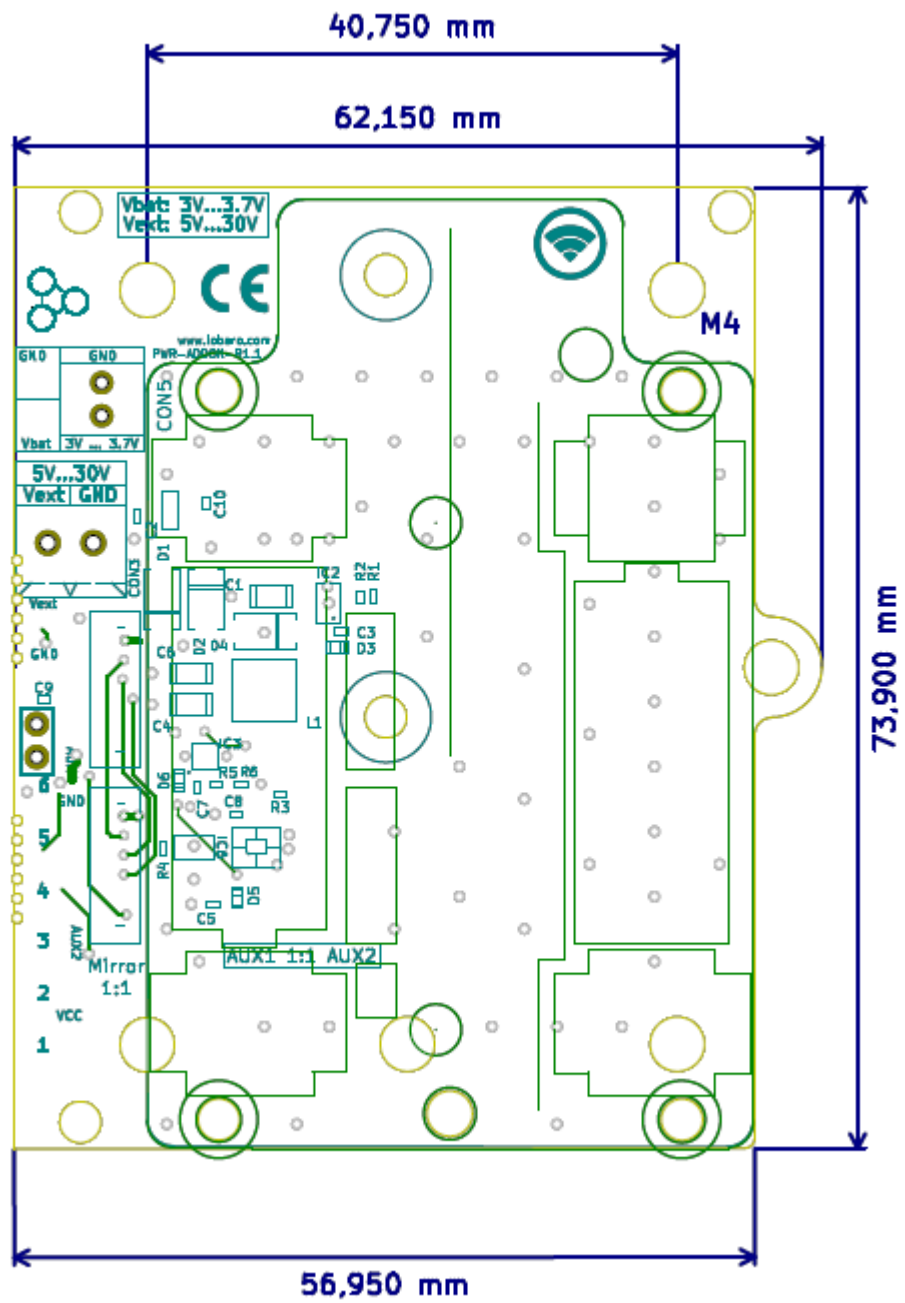 40,750 mm
62,150 mm
Vbat: 3V...3.7V
Vext: 5V...30V
CE
M4
www.lobaro.com
PWR-ADDON-R1.1
GND GND
CON5
Vbat 3V ... 3.7V
5V...30V
Vext GND
C10
D1
CON3
C2
R2
R1
C1
Vext
C3
D3
GND
C6
D2
D4
C9
C4
L1
73,900 mm
IC3
D6
R5 R6
6
GND
C7
C8
R3
5
R4
4
C5
D5
3
AUX2
AUX1 1:1 AUX2
Mirror
1:1
2
VCC
1
56,950 mm